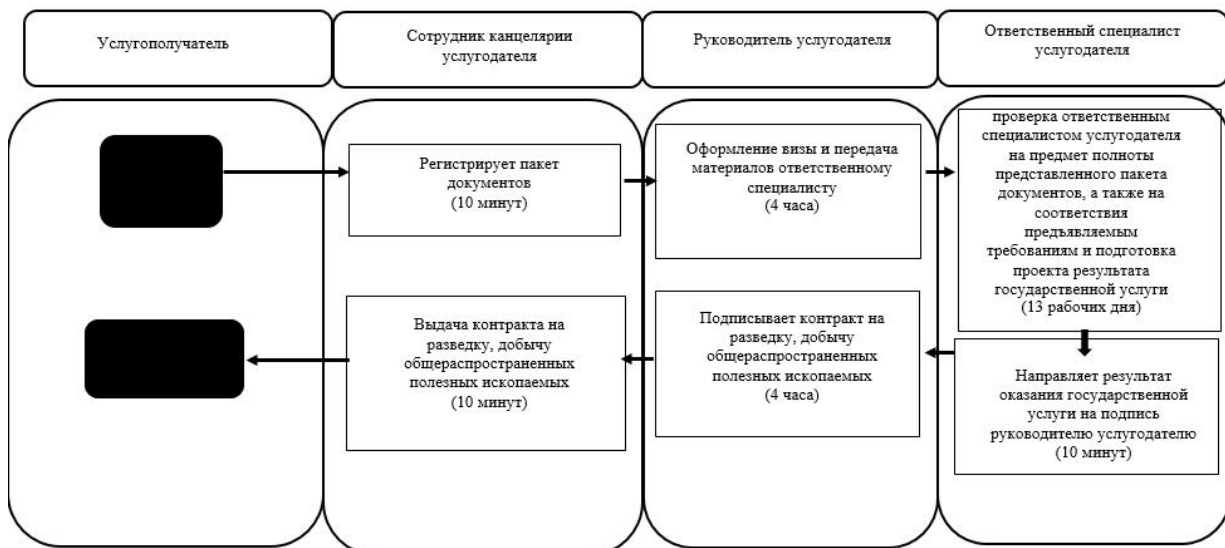 Услугополучатель
Сотрудник канцелярии
услугодателя
Руководитель услугодателя
Ответственный специалист
услугодателя
Регистрирует пакет
документов
(10 минут)
Оформление визы и передача
материалов ответственному
специалисту
(4 часа)
проверка ответственным
специалистом услугодателя
на предмет полноты
представленного пакета
документов, а также на
соответствия
предъявляемым
требованиям и подготовка
проекта результата
государственной услуги
(13 рабочих дня)
Направляет результат
оказания государственной
услуги на подпись
руководителю услугодателю
(10 минут)
Подписывает контракт на
разведку, добычу
общераспространенных
полезных ископаемых
(4 часа)
Выдача контракта на
разведку, добычу
общераспространенных
полезных ископаемых
(10 минут)